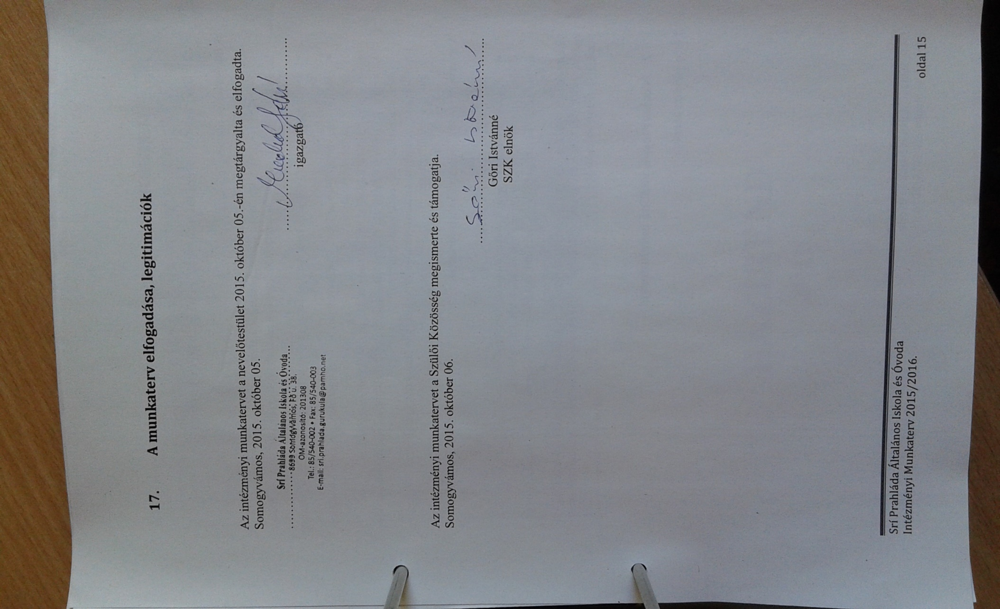 17. A munkaterv elfogadása, legitimációk
Az intézményi munkatervet a nevelőtestület 2015. október 05.-én megtárgyalta és elfogadta.
Somogyvámos, 2015. október 05.
Srí Prahláda Általános Iskola és Óvoda
8699 Somogyvámos, Fő u. 38.
OM-azonosító: 201308
Tel.: 85/540-002 • Fax: 85/540-003
E-mail: sri.prahlada.gurukula@pamho.net
igazgató
Az intézményi munkatervet a Szülői Közösség megismerte és támogatja.
Somogyvámos, 2015. október 06.
Gőri Istvánné
Gőri Istvánné
SZK elnök
Srí Prahláda Általános Iskola és Óvoda
Intézményi Munkaterv 2015/2016.
oldal 15